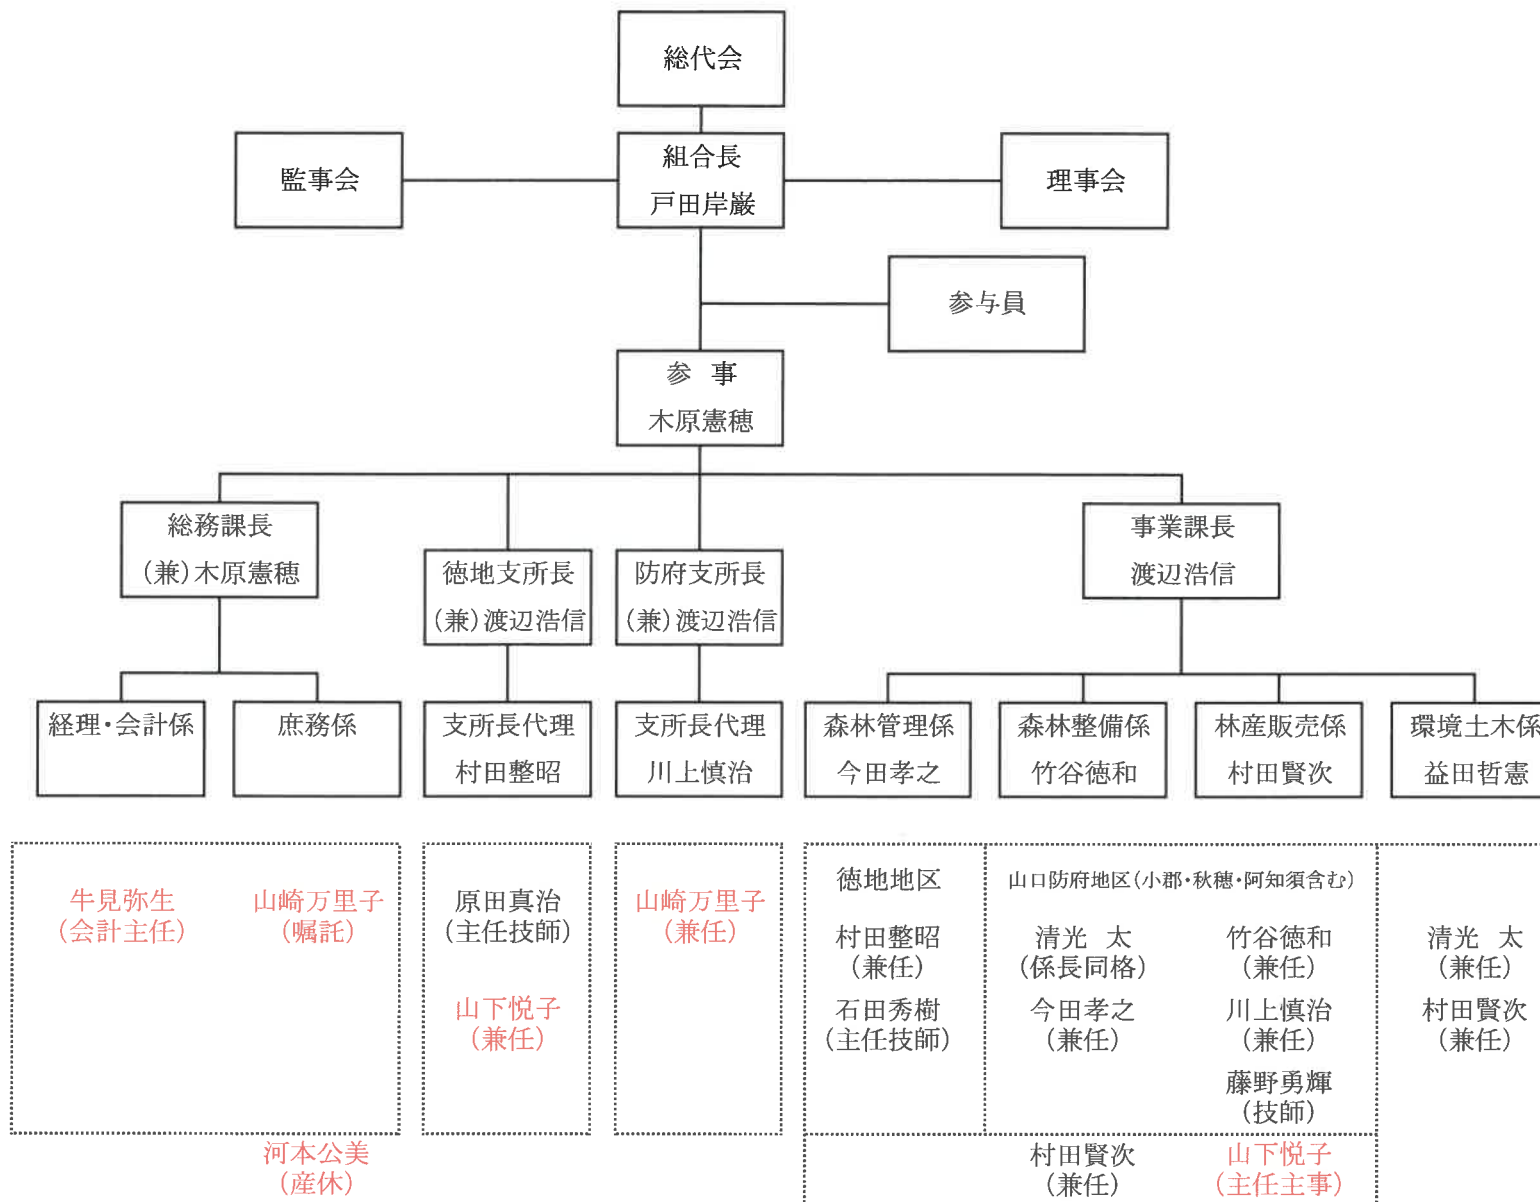 総代会
監事会
組合長
戸田岸巌
理事会
参与員
参　事
木原憲穂
総務課長
(兼)木原憲穂
徳地支所長
(兼)渡辺浩信
防府支所長
(兼)渡辺浩信
事業課長
渡辺浩信
経理・会計係
庶務係
支所長代理
村田整昭
支所長代理
川上慎治
森林管理係
今田孝之
森林整備係
竹谷徳和
林産販売係
村田賢次
環境土木係
益田哲憲
牛見弥生
(会計主任)
山崎万里子
(嘱託)
河本公美
(産休)
原田真治
(主任技師)
山下悦子
(兼任)
山崎万里子
(兼任)
徳地地区
村田整昭
(兼任)
石田秀樹
(主任技師)
山口防府地区(小郡・秋穂・阿知須含む)
清光　太
(係長同格)
今田孝之
(兼任)
竹谷徳和
(兼任)
川上慎治
(兼任)
藤野勇輝
(技師)
村田賢次
(兼任)
山下悦子
(主任主事)
清光　太
(兼任)
村田賢次
(兼任)